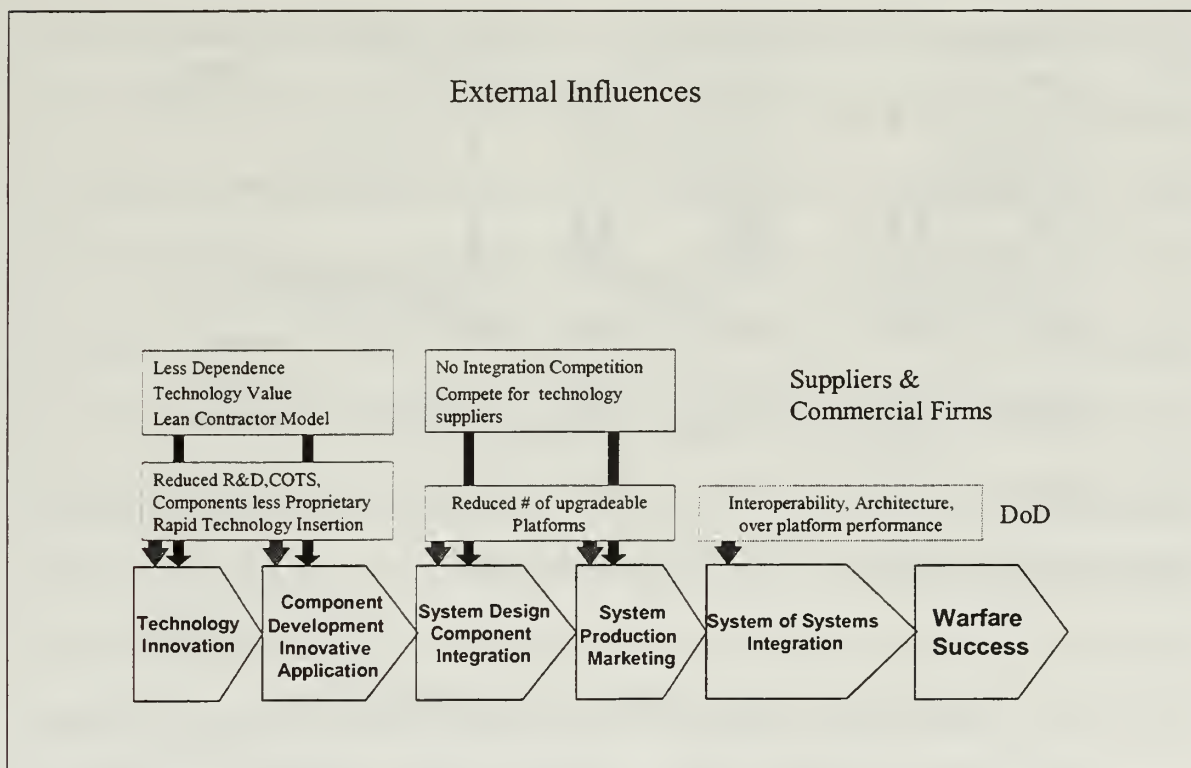 External Influences
Less Dependence
Technology Value
Lean Contractor Model
No Integration Competition
Compete for technology
suppliers
Suppliers &
Commercial Firms
Reduced R&D,COTS,
Components less Proprietary
Rapid Technology Insertion
Reduced # of upgradeable
Platforms
Interoperability, Architecture,
over platform performance
DoD
Technology
Innovation
Component
Development
Innovative
Application
System Design
Component
Integration
System
Production
Marketing
System of Systems
Integration
Warfare
Success